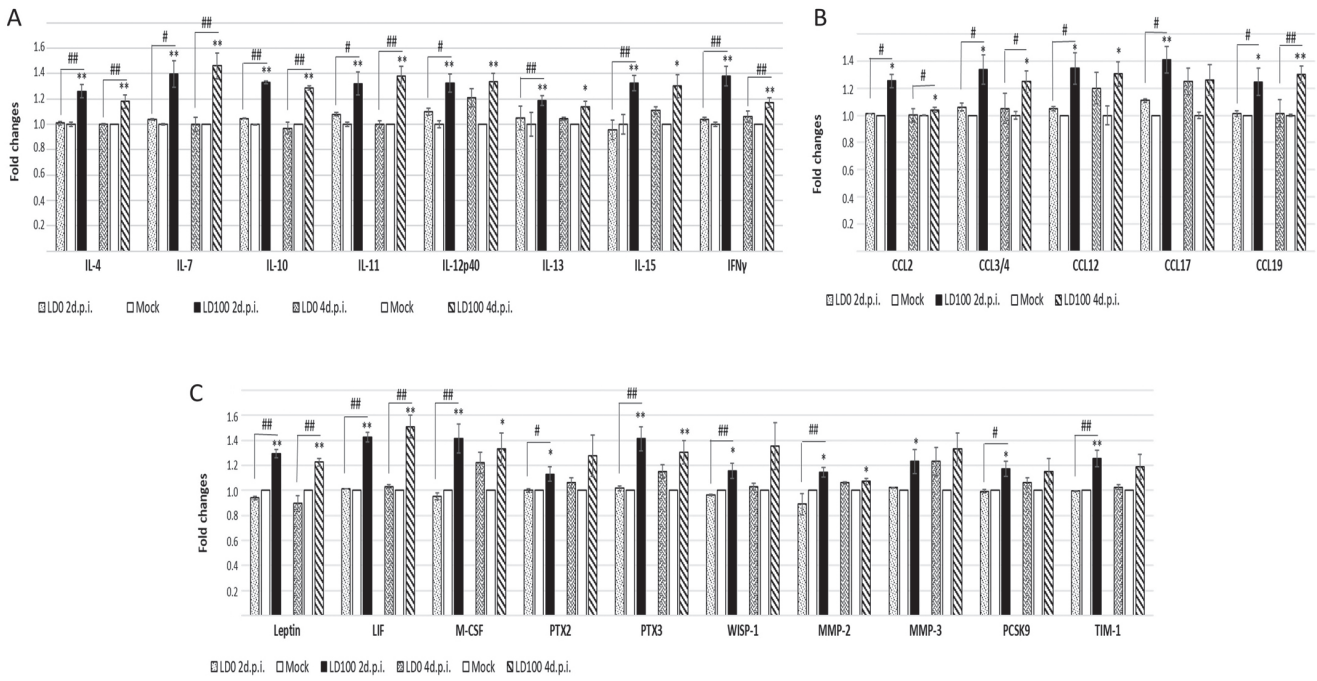 A
## # ## ## ## # ## # ## ## ## ##
** ** ** ** ** ** ** ** ** ** ** ** * ** * ** **
Fold changes
1.6
1.4
1.2
1.0
0.8
0.6
0.4
0.2
IL-4 IL-7 IL-10 IL-11 IL-12p40 IL-13 IL-15 IFNγ
LD0 2d.p.i. Mock LD100 2d.p.i. LD0 4d.p.i. Mock LD100 4d.p.i.
B
# # # # # # # ##
* * * * * * ** * **
Fold changes
1.6
1.4
1.2
1.0
0.8
0.6
0.4
0.2
CCL2 CCL3/4 CCL12 CCL17 CCL19
LD0 2d.p.i. Mock LD100 2d.p.i. Mock LD100 4d.p.i.
C
## ## ## ## ## # ## ## ## # ##
** ** ** ** ** * * ** ** * * * * * **
Fold changes
1.6
1.4
1.2
1.0
0.8
0.6
0.4
0.2
Leptin LIF M-CSF PTX2 PTX3 WISP-1 MMP-2 MMP-3 PCSK9 TIM-1
LD0 2d.p.i. Mock LD100 2d.p.i. LD0 4d.p.i. Mock LD100 4d.p.i.